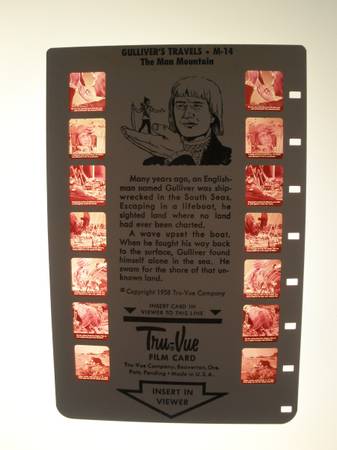 GULLIVER'S TRAVELS • M-14
The Man Mountain
Many years ago, an English-
man named Gulliver was ship-
wrecked in the South Seas.
Escaping in a lifeboat, he
sighted land where no land
had ever been charted.
A wave upset the boat.
When he fought his way back
to the surface, Gulliver found
himself alone in the sea. He
swam for the shore of that un-
known land.
© Copyright 1958 Tru-Vue Company
INSERT CARD IN
VIEWER TO THIS LINE
Tru-Vue
FILM CARD
Tru-Vue Company, Beaverton, Ore.
Pats. Pending • Made in U.S.A.
INSERT IN
VIEWER